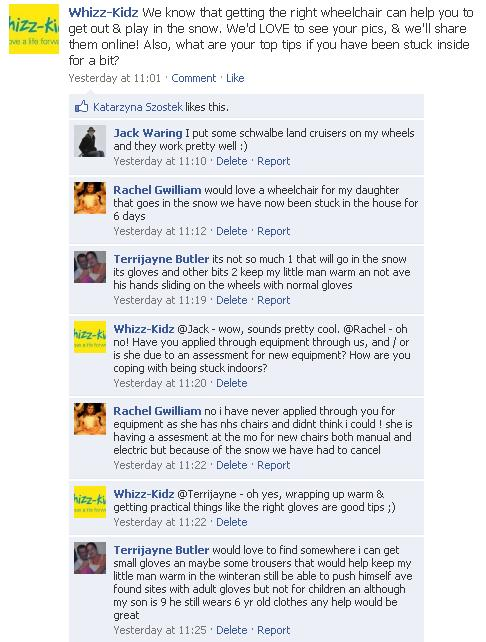 hizz-Ki
ove a life forwa
Whizz-Kidz We know that getting the right wheelchair can help you to
get out & play in the snow. We'd LOVE to see your pics, & we'll share
them online! Also, what are your top tips if you have been stuck inside
for a bit?
Yesterday at 11:01 · Comment · Like
Katarzyna Szostek likes this.
Jack Waring I put some schwalbe land cruisers on my wheels
and they work pretty well :)
Yesterday at 11:10 · Delete · Report
Rachel Gwilliam would love a wheelchair for my daughter
that goes in the snow we have now been stuck in the house for
6 days
Yesterday at 11:12 · Delete · Report
Terrijayne Butler its not so much 1 that will go in the snow
its gloves and other bits 2 keep my little man warm an not ave
his hands sliding on the wheels with normal gloves
Yesterday at 11:19 · Delete · Report
hizz-Ki
Whizz-Kidz @Jack - wow, sounds pretty cool. @Rachel - oh
no! Have you applied through equipment through us, and / or
is she due to an assessment for new equipment? How are you
coping with being stuck indoors?
Yesterday at 11:20 · Delete
Rachel Gwilliam no i have never applied through you for
equipment as she has nhs chairs and didnt think i could ! she is
having a assesment at the mo for new chairs both manual and
electric but because of the snow we have had to cancel
Yesterday at 11:22 · Delete · Report
hizz-Ki
Whizz-Kidz @Terrijayne - oh yes, wrapping up warm &
getting practical things like the right gloves are good tips ;)
Yesterday at 11:22 · Delete
Terrijayne Butler would love to find somewhere i can get
small gloves an maybe some trousers that would help keep my
little man warm in the winteran still be able to push himself ave
found sites with adult gloves but not for children an although
my son is 9 he still wears 6 yr old clothes any help would be
great
Yesterday at 11:25 · Delete · Report